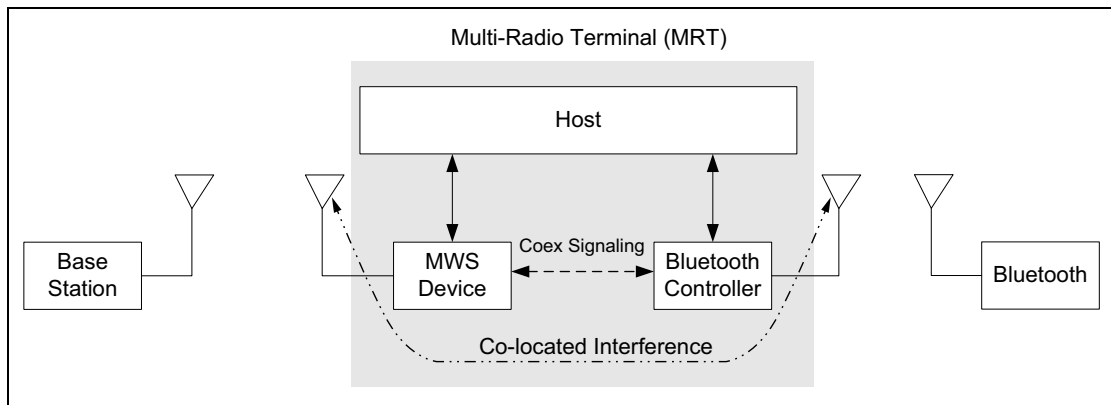 Multi-Radio Terminal (MRT)
Host
Coex Signaling
Base
Station
MWS
Device
Bluetooth
Controller
Bluetooth
Co-located Interference